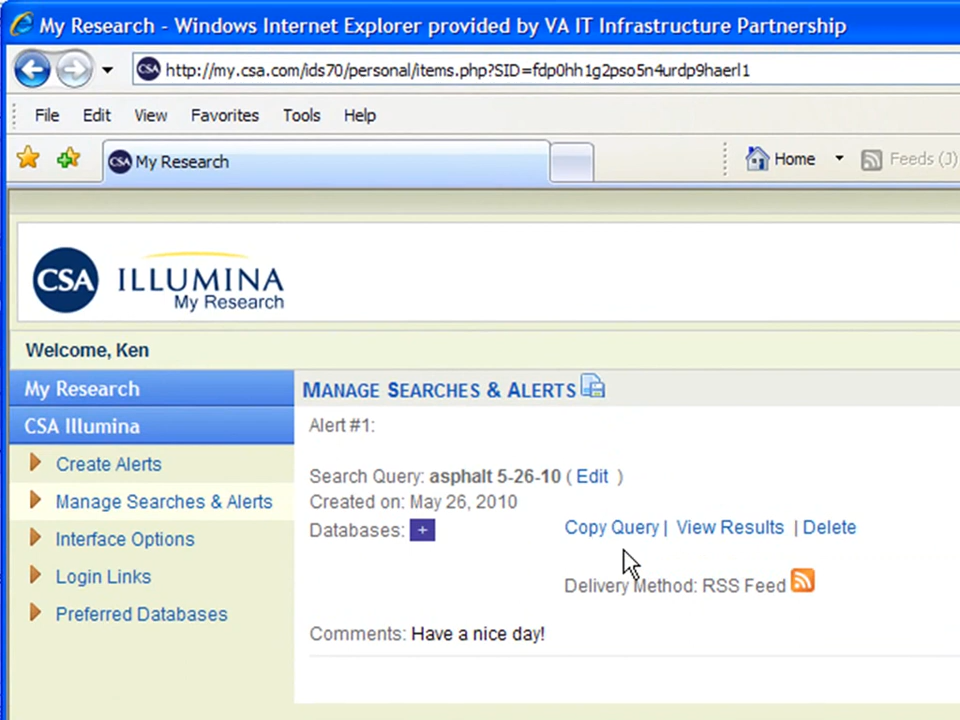 My Research - Windows Internet Explorer provided by VA IT Infrastructure Partnership
CSA http://my.csa.com/ids70/personal/items.php?SID=fdp0hh1g2pso5n4urdp9haerl1
File Edit View Favorites Tools Help
CSA My Research Home Feeds (J)
CSA ILLUMINA
My Research
Welcome, Ken
My Research
CSA Illumina
Create Alerts
Manage Searches & Alerts
Interface Options
Login Links
Preferred Databases
MANAGE SEARCHES & ALERTS
Alert #1:
Search Query: asphalt 5-26-10 ( Edit )
Created on: May 26, 2010
Databases: + Copy Query | View Results | Delete
Delivery Method: RSS Feed
Comments: Have a nice day!